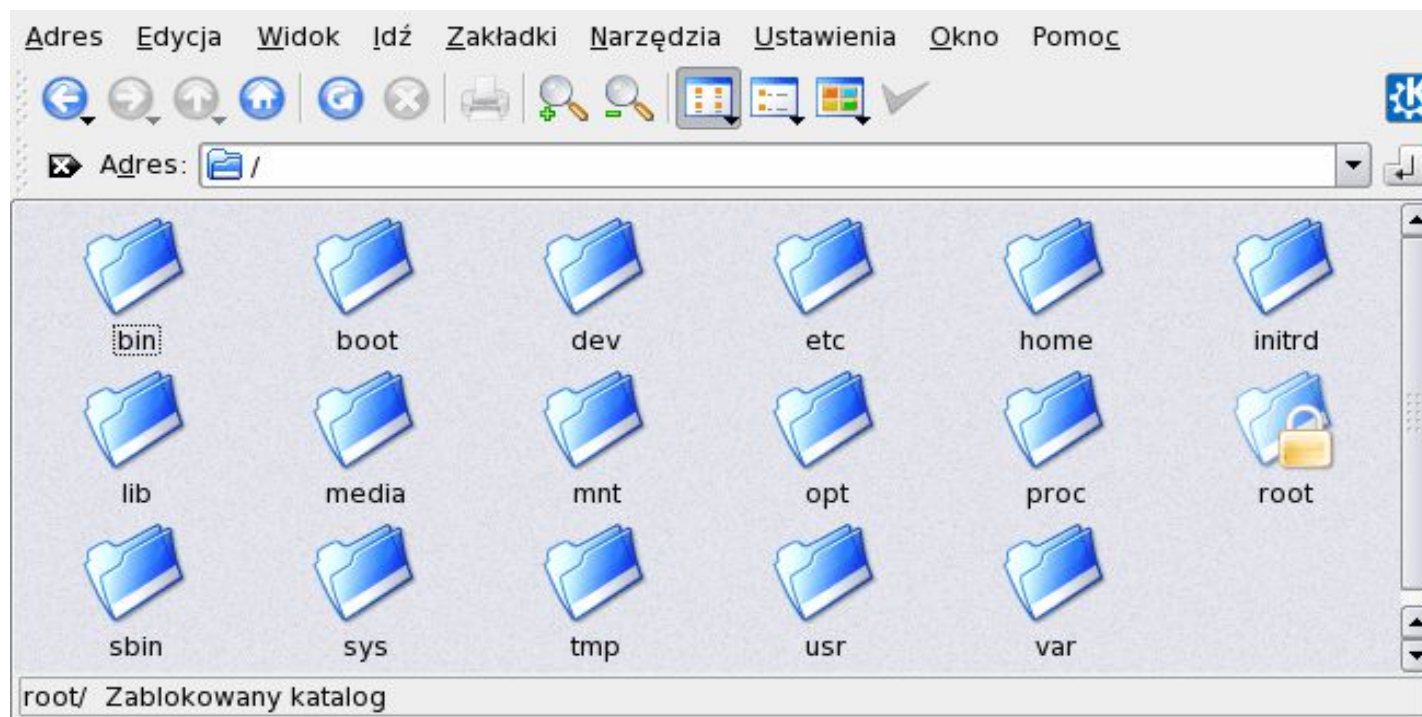 Adres Edycja Widok Idź Zakładki Narzędzia Ustawienia Okno Pomoc
Adres: /
bin boot dev etc home initrd
lib media mnt opt proc root
sbin sys tmp usr var
root/ Zablokowany katalog